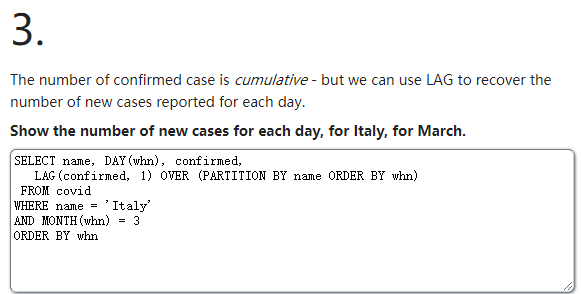 3.
The number of confirmed case is cumulative - but we can use LAG to recover the
number of new cases reported for each day.
Show the number of new cases for each day, for Italy, for March.
SELECT name, DAY(whn), confirmed,
   LAG(confirmed, 1) OVER (PARTITION BY name ORDER BY whn)
 FROM covid
WHERE name = 'Italy'
AND MONTH(whn) = 3
ORDER BY whn